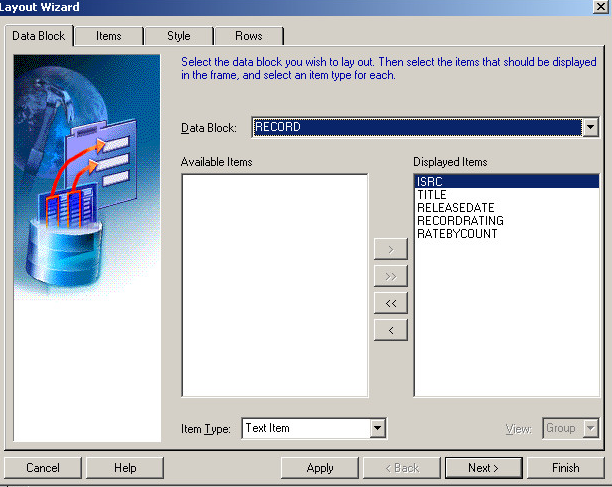 Layout Wizard
Data Block Items Style Rows
Select the data block you wish to lay out. Then select the items that should be displayed
in the frame, and select an item type for each.
Data Block: RECORD
Available Items Displayed Items
ISRC
TITLE
RELEASEDATE
RECORDRATING
RATEBYCOUNT
>
>>
<<
<
Item Type: Text Item View: Group
Cancel Help Apply < Back Next > Finish